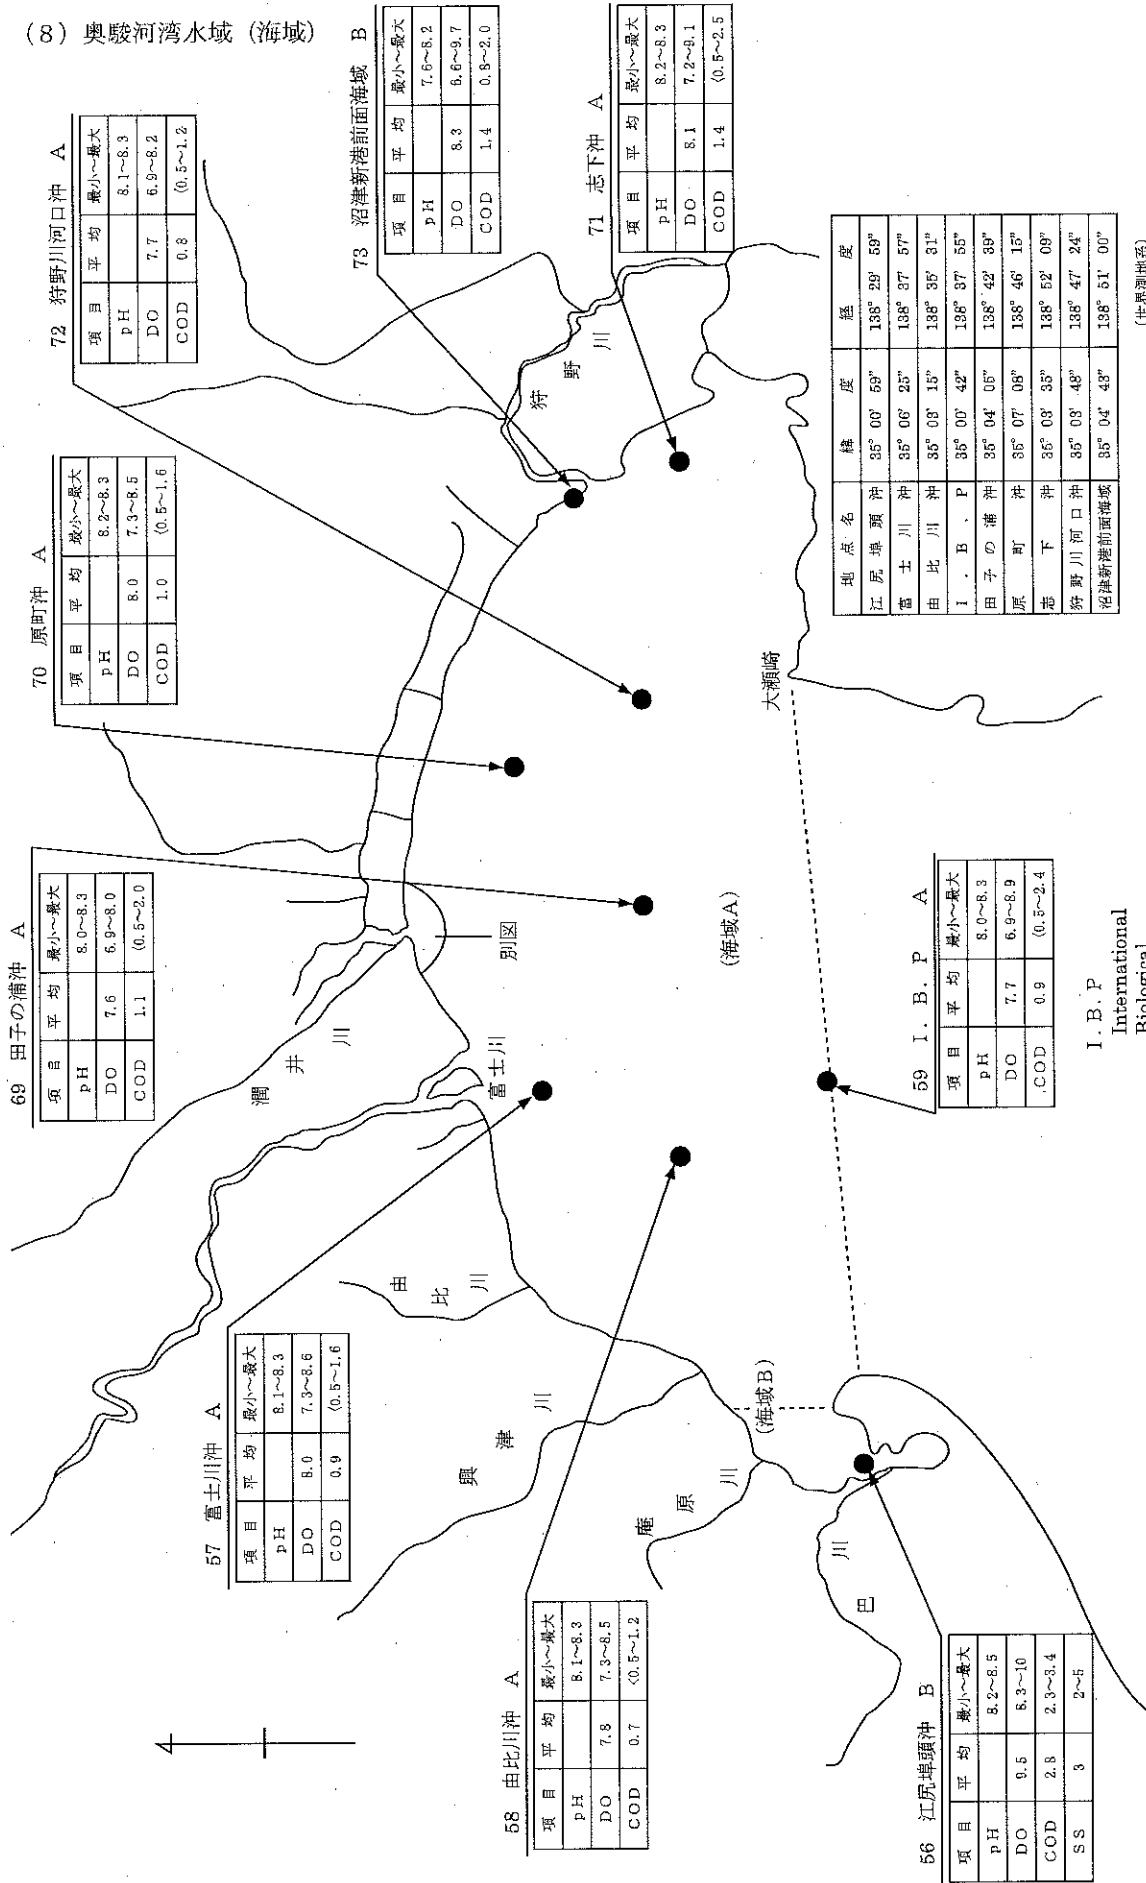 (8) 奥駿河湾水域 (海域)
69 田子の浦沖 A
項目 平均 最小～最大
pH 8.0～8.3
DO 7.6 6.9～8.0
COD 1.1 〈0.5～2.0
70 原町沖 A
項目 平均 最小～最大
pH 8.2～8.3
DO 8.0 7.3～8.5
COD 1.0 〈0.5～1.6
72 狩野川河口沖 A
項目 平均 最小～最大
pH 8.1～8.3
DO 7.7 6.9～8.2
COD 0.8 〈0.5～1.2
73 沼津新港前面海域 B
項目 平均 最小～最大
pH 7.6～8.2
DO 8.3 6.6～9.7
COD 1.4 0.8～2.0
71 志下沖 A
項目 平均 最小～最大
pH 8.2～8.3
DO 8.1 7.2～9.1
COD 1.4 〈0.5～2.5
57 富士川沖 A
項目 平均 最小～最大
pH 8.1～8.3
DO 8.0 7.3～8.6
COD 0.9 〈0.5～1.6
58 由比川沖 A
項目 平均 最小～最大
pH 8.1～8.3
DO 7.8 7.3～8.5
COD 0.7 <0.5～1.2
56 江尻埠頭沖 B
項目 平均 最小～最大
pH 8.2～8.5
DO 9.5 8.3～10
COD 2.8 2.3～3.4
SS 3 2～5
59 I.B.P A
項目 平均 最小～最大
pH 8.0～8.3
DO 7.7 6.9～8.9
COD 0.9 〈0.5～2.4
I.B.P
International
Biological
潤井川
富士川
別図
狩野川
由比川
興津川
庵原川
巴川
(海域A)
(海域B)
大瀬崎
地点名 緯度 経度
江尻埠頭沖 35° 00' 59" 138° 29' 59"
富士川沖 35° 06' 25" 138° 37' 57"
由比川沖 35° 03' 15" 138° 35' 31"
I.B.P 35° 00' 42" 138° 37' 55"
田子の浦沖 35° 04' 05" 138° 42' 39"
原町沖 35° 07' 08" 138° 46' 15"
志下沖 35° 03' 35" 138° 52' 09"
狩野川河口沖 35° 03' 48" 138° 47' 24"
沼津新港前面海域 35° 04' 43" 138° 51' 00"
(世界測地系)